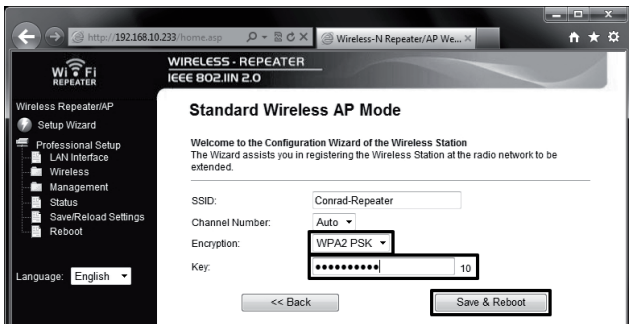 http://192.168.10.233/home.asp
Wireless-N Repeater/AP We...
Wi Fi
REPEATER
WIRELESS - REPEATER
IEEE 802.11N 2.0
Wireless Repeater/AP
Setup Wizard
Professional Setup
LAN Interface
Wireless
Management
Status
Save/Reload Settings
Reboot
Language: English
Standard Wireless AP Mode
Welcome to the Configuration Wizard of the Wireless Station
The Wizard assists you in registering the Wireless Station at the radio network to be
extended.
SSID: Conrad-Repeater
Channel Number: Auto
Encryption: WPA2 PSK
Key: ●●●●●●●●●● 10
<< Back Save & Reboot